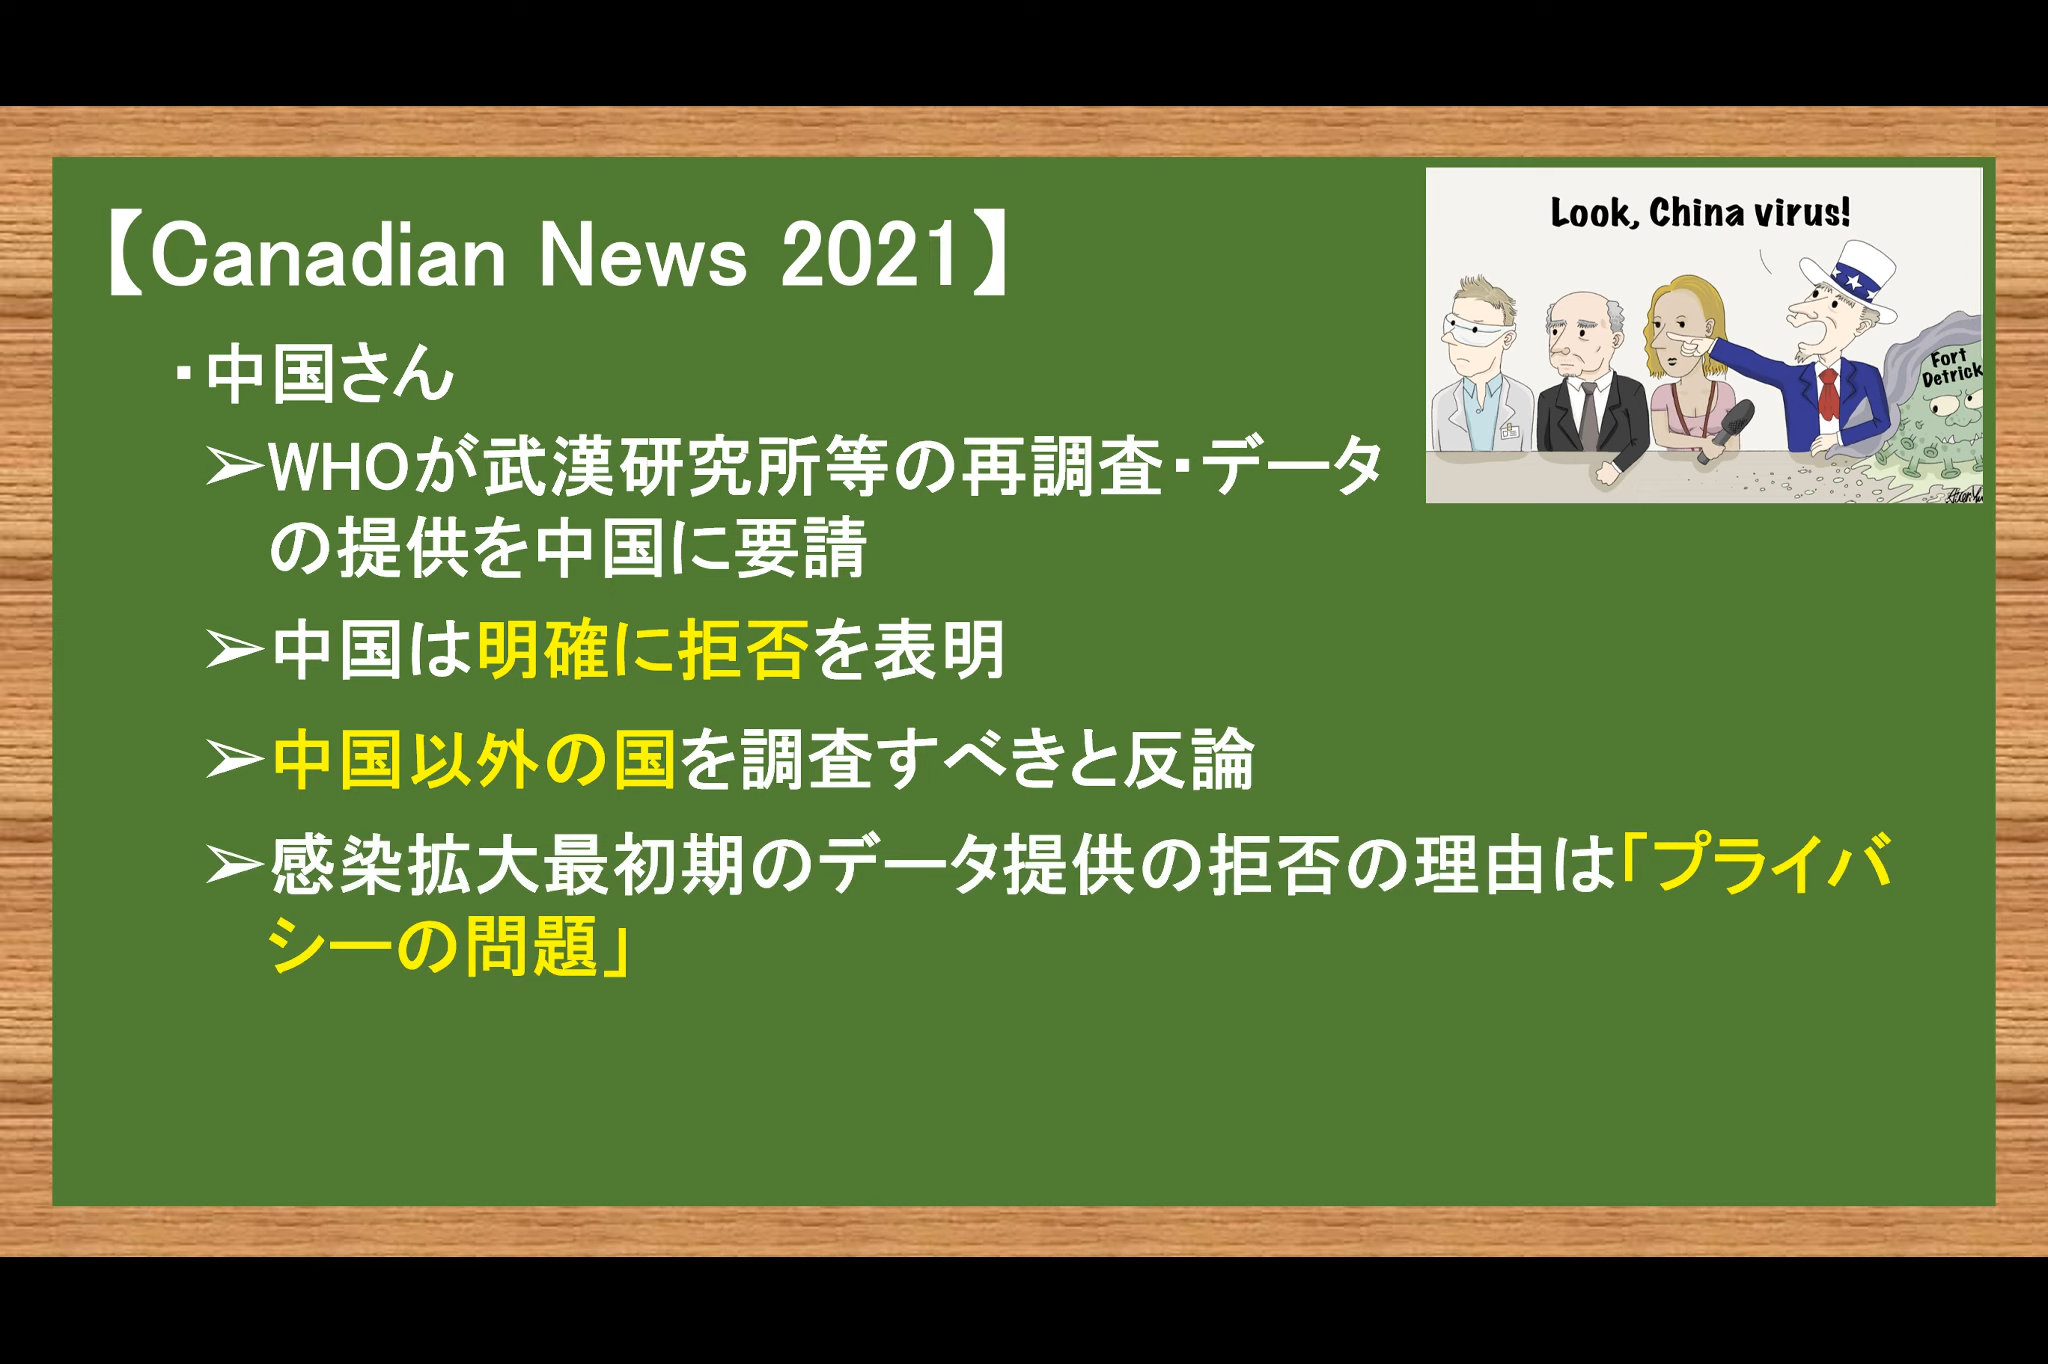 【Canadian News 2021】
Look, China virus!
Fort
Detrick
・中国さん
➢WHOが武漢研究所等の再調査・データ
の提供を中国に要請
➢中国は明確に拒否を表明
➢中国以外の国を調査すべきと反論
➢感染拡大最初期のデータ提供の拒否の理由は「プライバ
シーの問題」